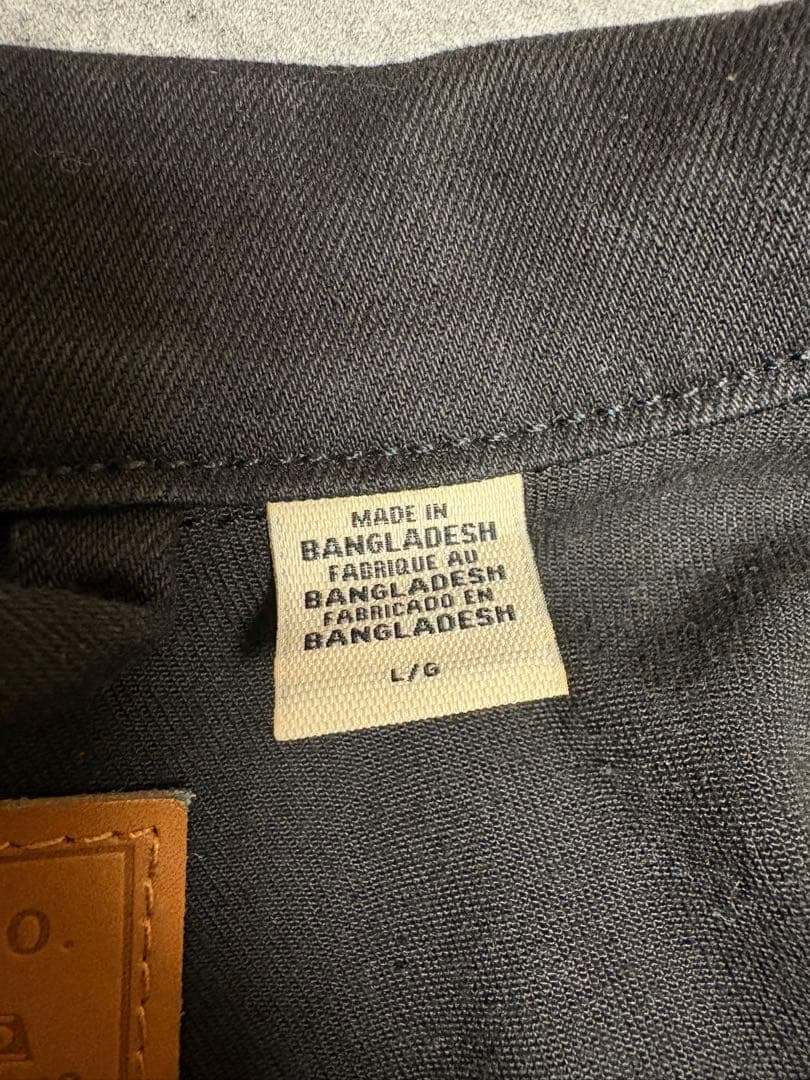 MADE IN
BANGLADESH
FABRIQUE AU
BANGLADESH
FABRICADO EN
BANGLADESH
L/G
O.